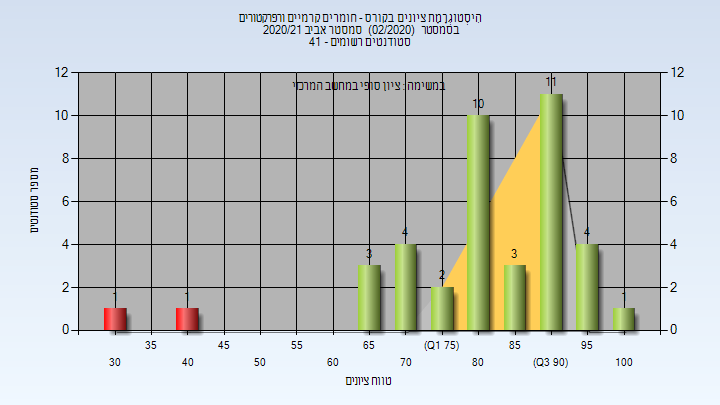 היסטוגרמת ציונים בקורס - חומרים קרמיים ורפרקטורים
בסמסטר (02/2020) סמסטר אביב 2020/21
סטודנטים רשומים - 41
במשימה : ציון סופי במחשב המרכזי
12 12
10 10
8 8
6 6
4 4
2 2
0 0
מספר סטודנטים
1 1 3 4 2 10 3 11 4 1
35 45 55 65 (Q1 75) 85 95
30 40 50 60 70 80 (Q3 90) 100
טווח ציונים